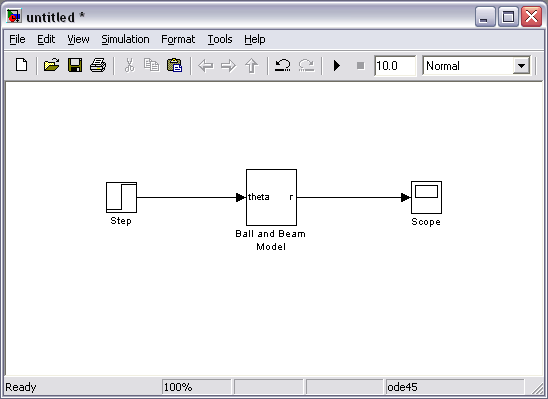 untitled *
File Edit View Simulation Format Tools Help
10.0 Normal
theta r
Step
Ball and Beam
Model
Scope
Ready 100% ode45